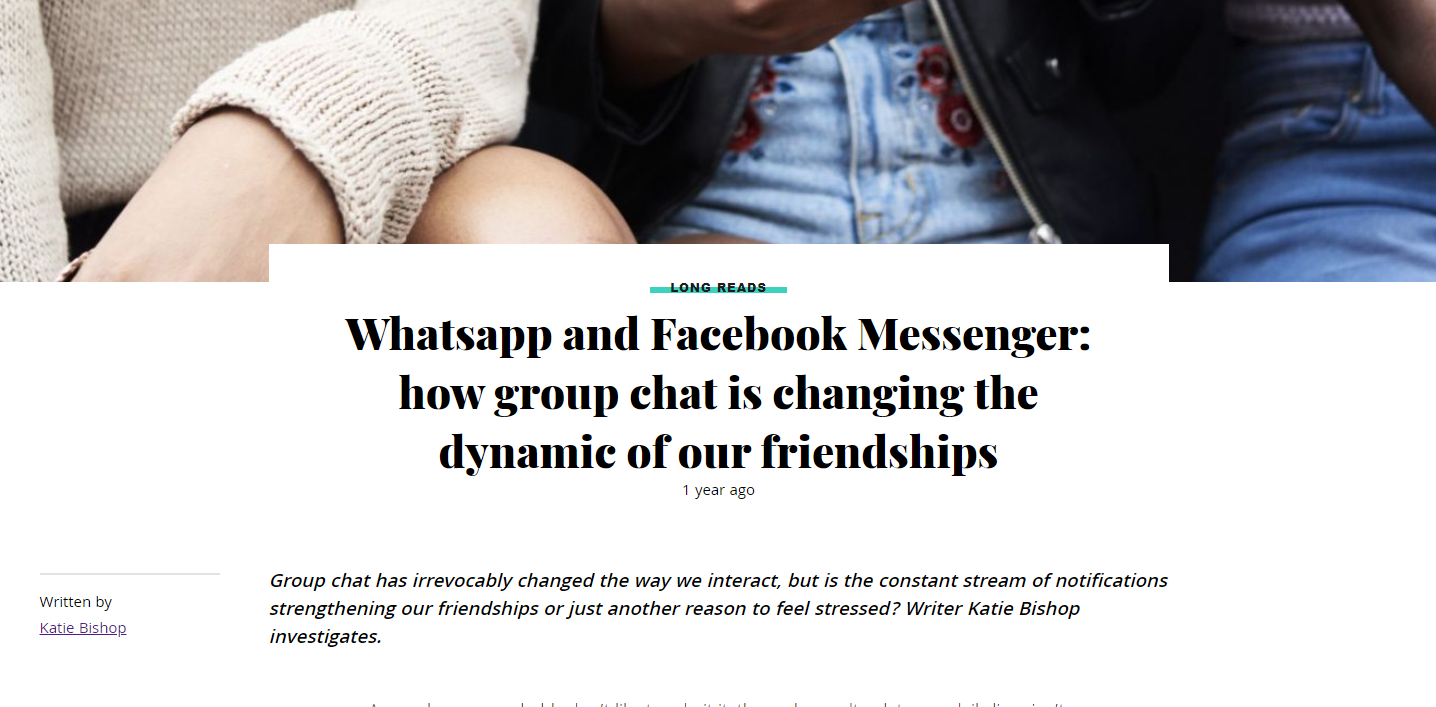 LONG READS
Whatsapp and Facebook Messenger:
how group chat is changing the
dynamic of our friendships
1 year ago
Written by
Katie Bishop
Group chat has irrevocably changed the way we interact, but is the constant stream of notifications
strengthening our friendships or just another reason to feel stressed? Writer Katie Bishop
investigates.